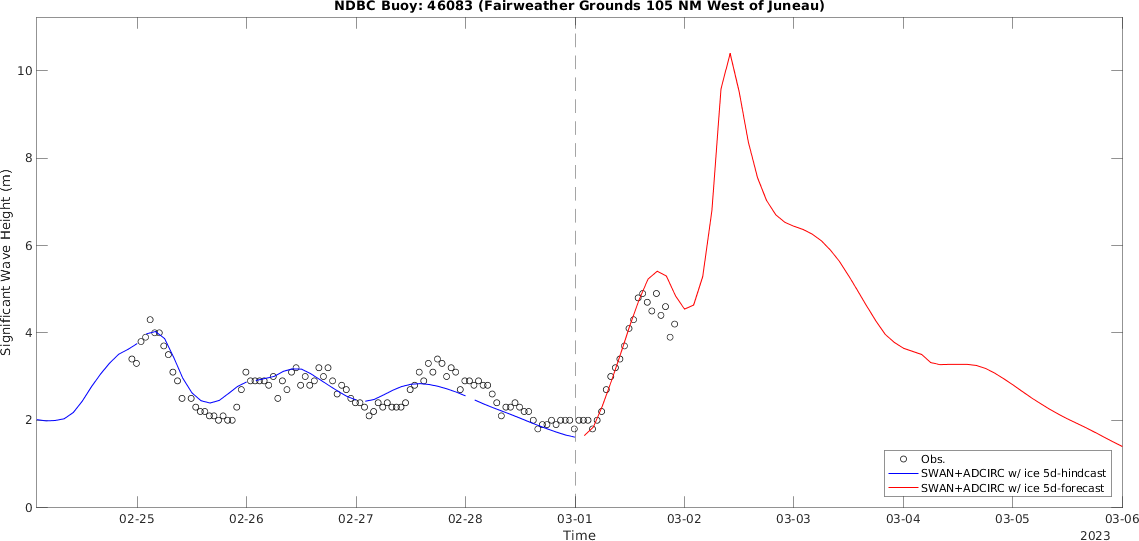 NDBC Buoy: 46083 (Fairweather Grounds 105 NM West of Juneau)
Significant Wave Height (m)
10
8
6
4
2
0
Obs.
SWAN+ADCIRC w/ ice 5d-hindcast
SWAN+ADCIRC w/ ice 5d-forecast
02-25 02-26 02-27 02-28 03-01 03-02 03-03 03-04 03-05 03-06
Time
2023